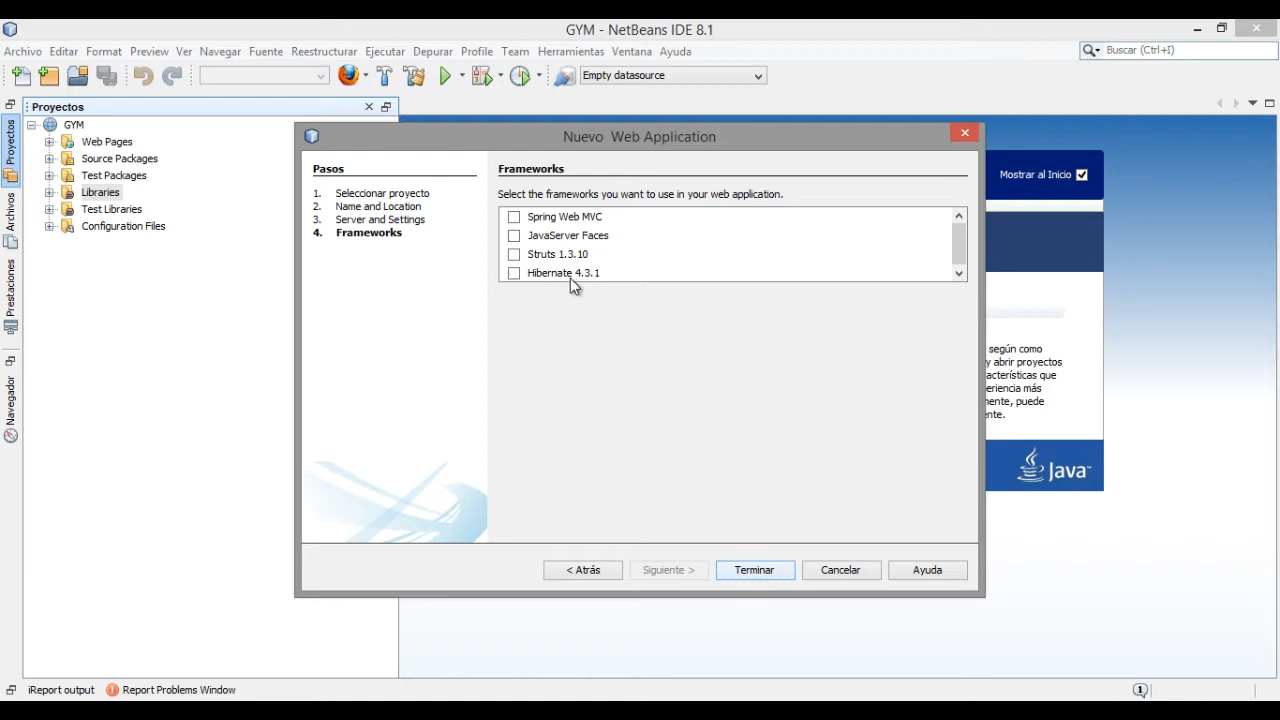 GYM - NetBeans IDE 8.1
Archivo Editar Format Preview Ver Navegar Fuente Reestructurar Ejecutar Depurar Profile Team Herramientas Ventana Ayuda
Buscar (Ctrl+I)
Empty datasource
Proyectos
GYM
Web Pages
Source Packages
Test Packages
Libraries
Test Libraries
Configuration Files
Proyectos
Archivos
Prestaciones
Navegador
Nuevo Web Application
Pasos
1. Seleccionar proyecto
2. Name and Location
3. Server and Settings
4. Frameworks
Frameworks
Select the frameworks you want to use in your web application.
Spring Web MVC
JavaServer Faces
Struts 1.3.10
Hibernate 4.3.1
< Atrás
Siguiente >
Terminar
Cancelar
Ayuda
Mostrar al Inicio
según como
y abrir proyectos
acterísticas que
eriencia más
mente, puede
ente.
Java
iReport output
Report Problems Window
1